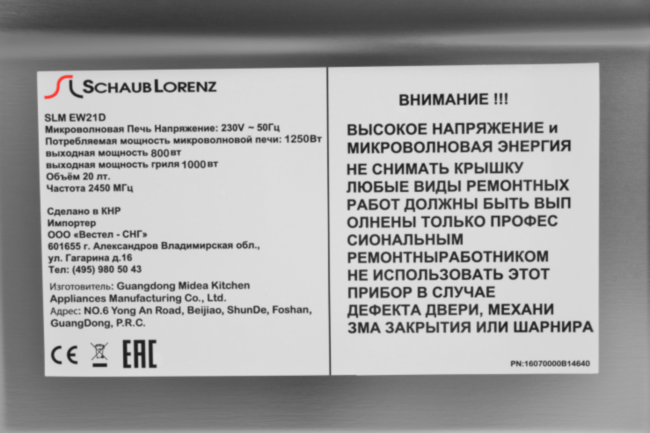 SCHAUB LORENZ
SLM EW21D
Микроволновая Печь Напряжение: 230V ~ 50Гц
Потребляемая мощность микроволновой печи: 1250Вт
выходная мощность 800вт
выходная мощность гриля 1000вт
Объём 20 лт.
Частота 2450 МГц
Сделано в КНР
Импортер
ООО «Вестел - СНГ»
601655 г. Александров Владимирская обл.,
ул. Гагарина д.16
Тел: (495) 980 50 43
Изготовитель: Guangdong Midea Kitchen
Appliances Manufacturing Co., Ltd.
Адрес: NO.6 Yong An Road, Beijiao, ShunDe, Foshan,
GuangDong, P.R.C.
CE EAC
ВНИМАНИЕ !!!
ВЫСОКОЕ НАПРЯЖЕНИЕ и
МИКРОВОЛНОВАЯ ЭНЕРГИЯ
НЕ СНИМАТЬ КРЫШКУ
ЛЮБЫЕ ВИДЫ РЕМОНТНЫХ
РАБОТ ДОЛЖНЫ БЫТЬ ВЫП
ОЛНЕНЫ ТОЛЬКО ПРОФЕС
СИОНАЛЬНЫМ
РЕМОНТНЫРАБОТНИКОМ
НЕ ИСПОЛЬЗОВАТЬ ЭТОТ
ПРИБОР В СЛУЧАЕ
ДЕФЕКТА ДВЕРИ, МЕХАНИ
ЗМА ЗАКРЫТИЯ ИЛИ ШАРНИРА
PN:16070000B14640